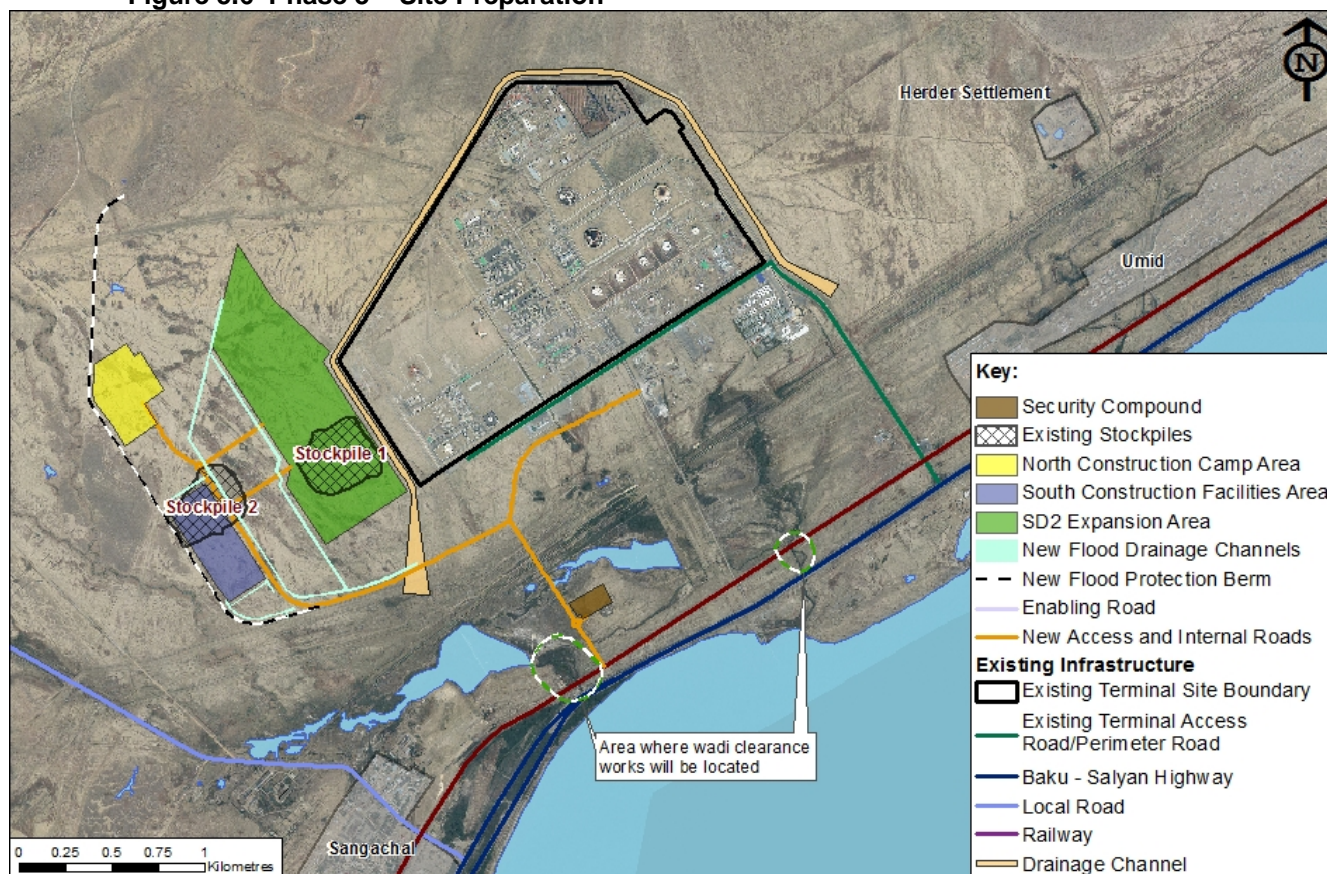 Figure 5.6 Phase 3 – Site Preparation
N
Herder Settlement
Umid
Stockpile 1
Stockpile 2
Area where wadi clearance
works will be located
Sangachal
0 0.25 0.5 0.75 1
Kilometres
Key:
Security Compound
Existing Stockpiles
North Construction Camp Area
South Construction Facilities Area
SD2 Expansion Area
New Flood Drainage Channels
New Flood Protection Berm
Enabling Road
New Access and Internal Roads
Existing Infrastructure
Existing Terminal Site Boundary
Existing Terminal Access
Road/Perimeter Road
Baku - Salyan Highway
Local Road
Railway
Drainage Channel